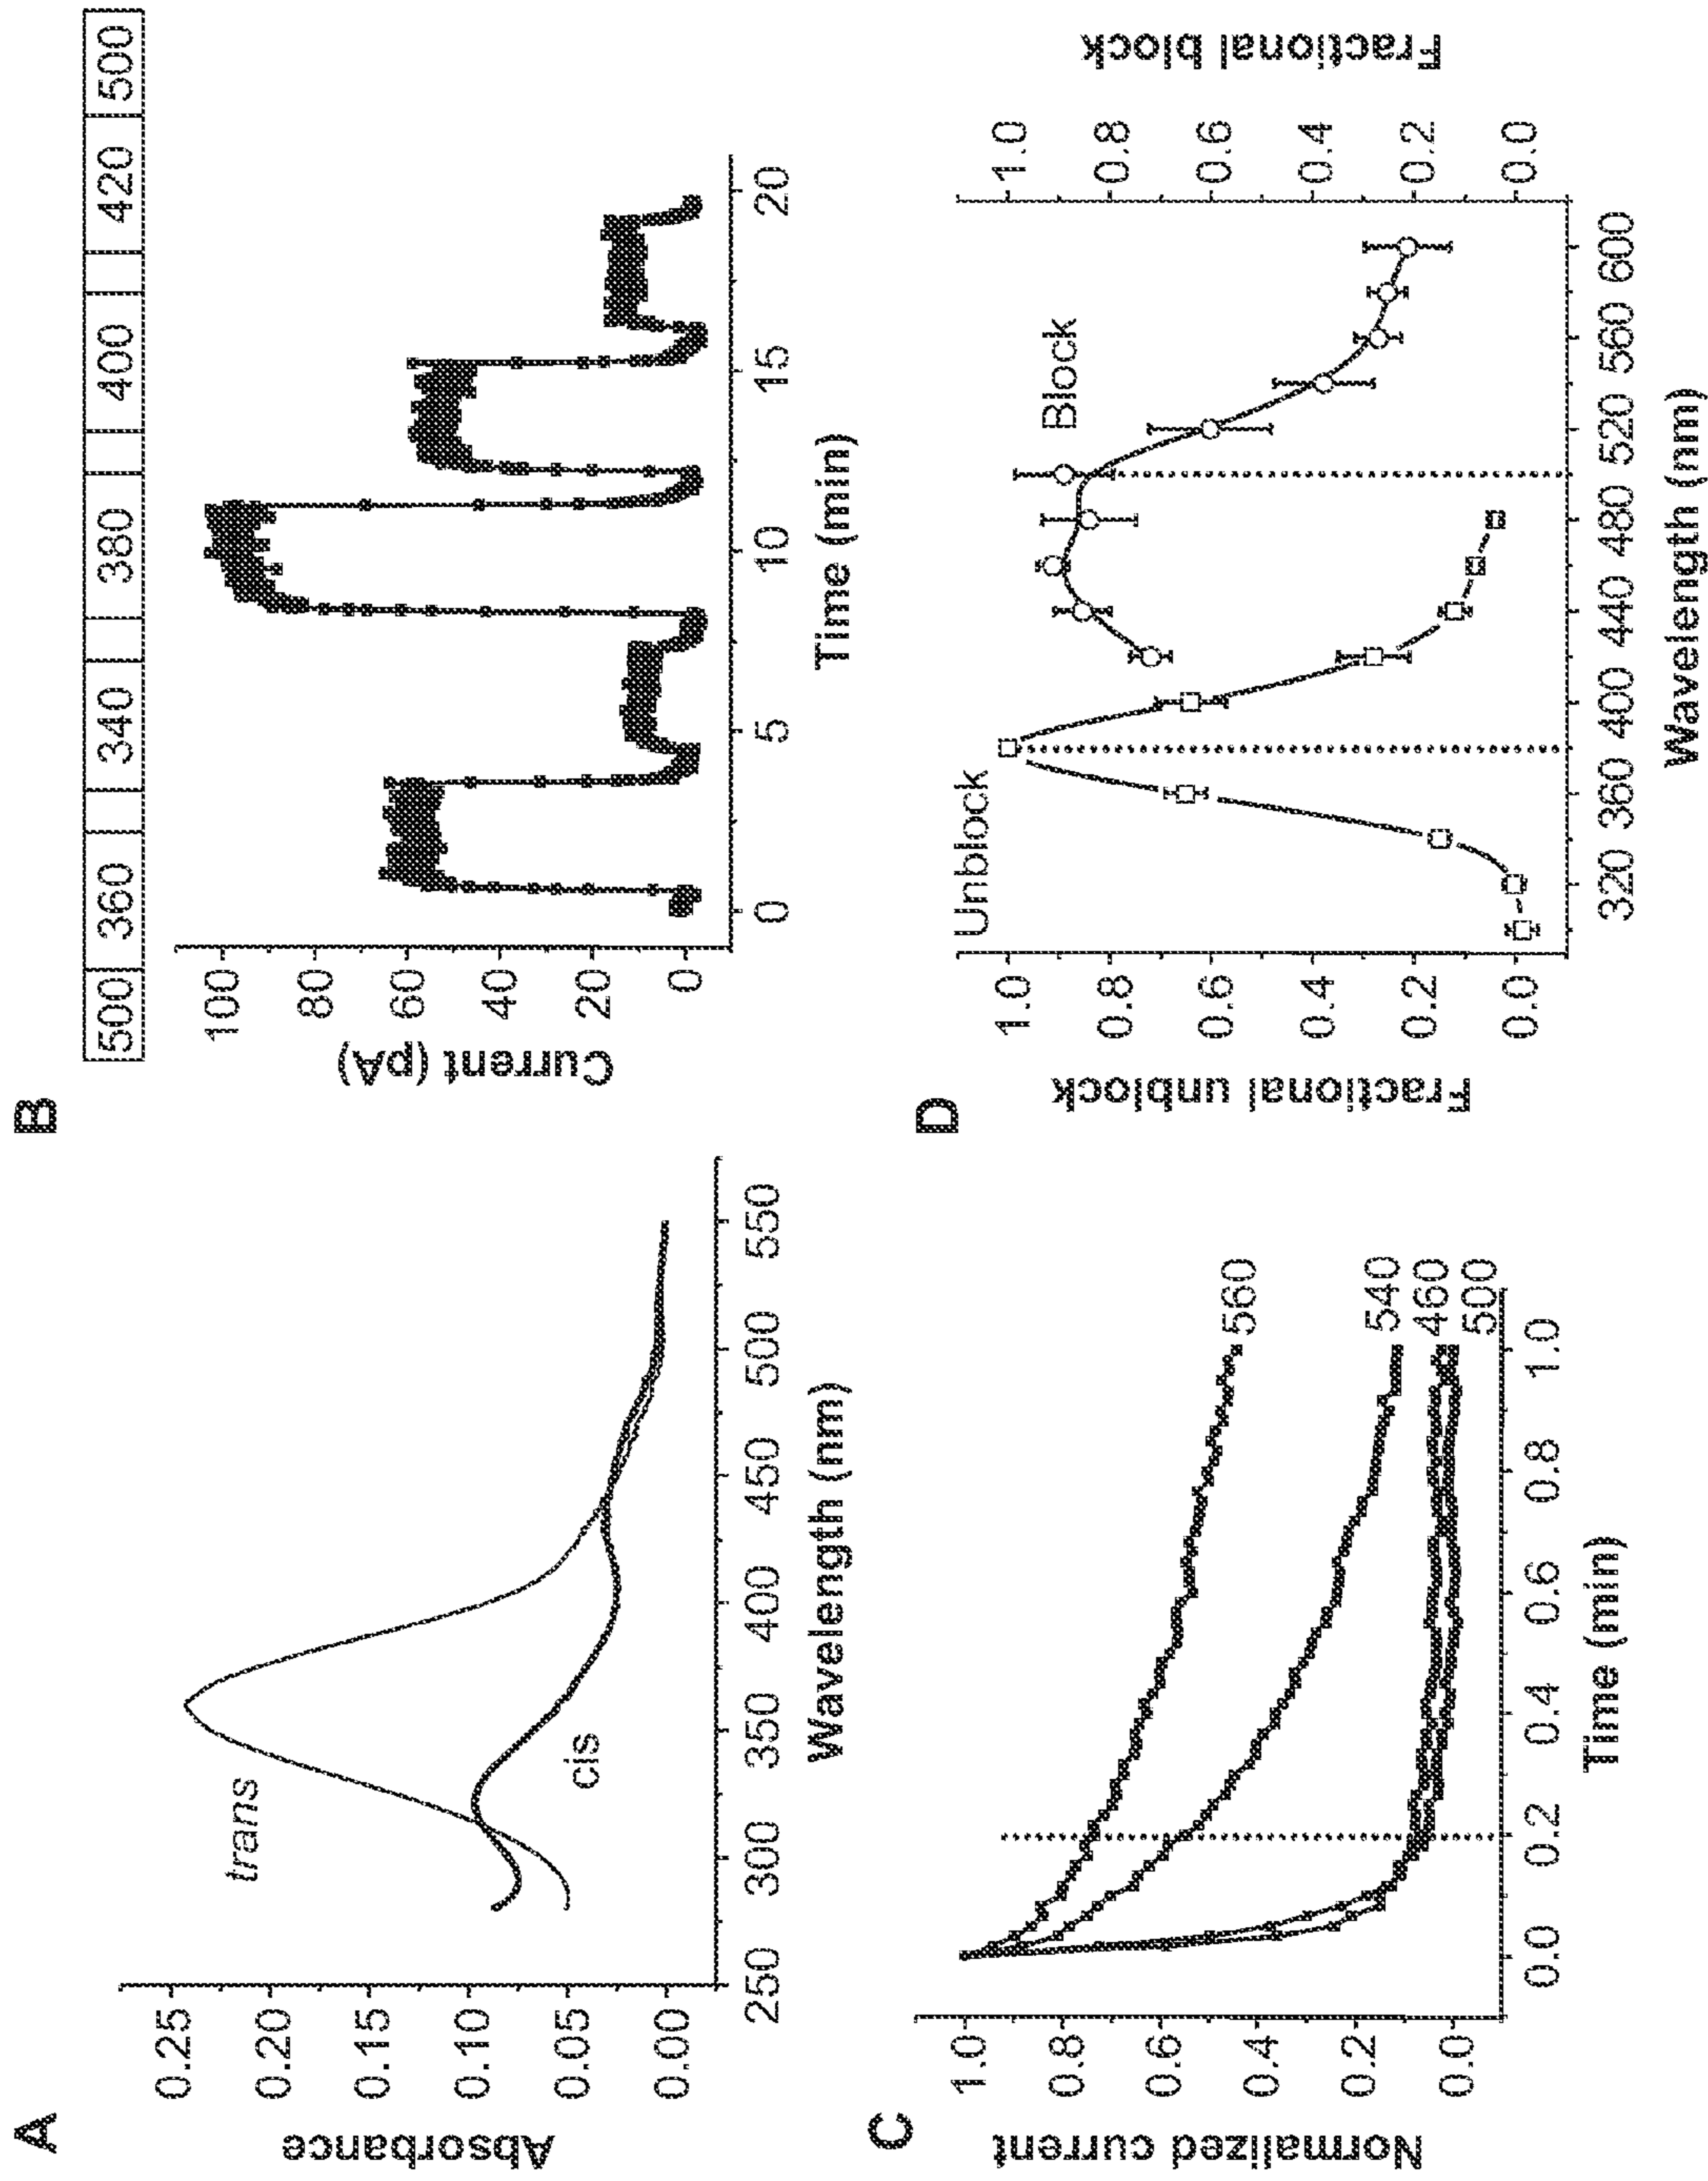 A
Absorbance
0.25
0.20
0.15
0.10
0.05
0.00
trans
cis
250 300 350 400 450 500 550
Wavelength (nm)
B
500 360 340 380 400 420 500
Current (pA)
100
80
60
40
20
0
0 5 10 15 20
Time (min)
C
Normalized current
1.0
0.8
0.6
0.4
0.2
0.0
560
540
460
500
0.0 0.2 0.4 0.6 0.8 1.0
Time (min)
D
Fractional unblock
1.0
0.8
0.6
0.4
0.2
0.0
Unblock
Block
1.0
0.8
0.6
0.4
0.2
0.0
Fractional block
320 360 400 440 480 520 560 600
Wavelength (nm)